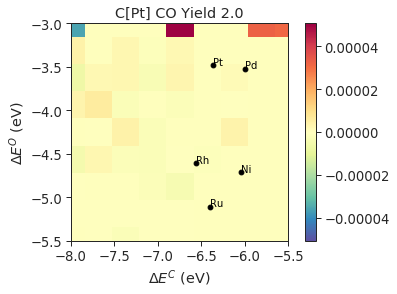 C[Pt] CO Yield 2.0
−3.0
−3.5
−4.0
−4.5
−5.0
−5.5
ΔE^O (eV)
Pt
Pd
Rh
Ni
Ru
−8.0 −7.5 −7.0 −6.5 −6.0 −5.5
ΔE^C (eV)
0.00004
0.00002
0.00000
−0.00002
−0.00004